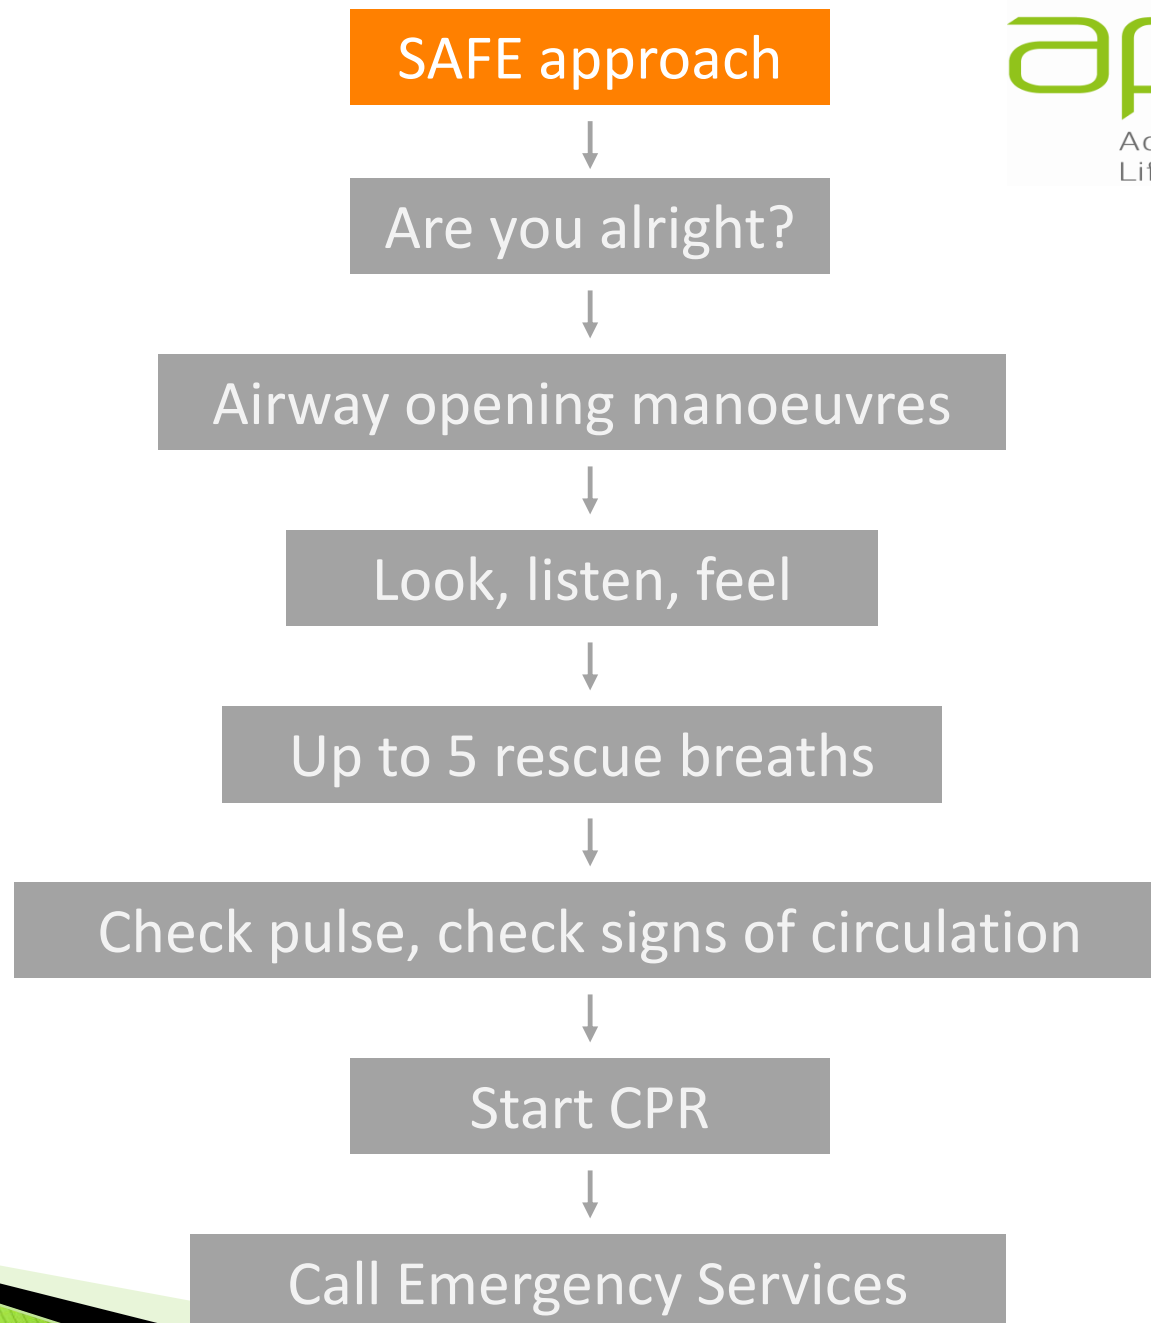 SAFE approach
Are you alright?
Airway opening manoeuvres
Look, listen, feel
Up to 5 rescue breaths
Check pulse, check signs of circulation
Start CPR
Call Emergency Services